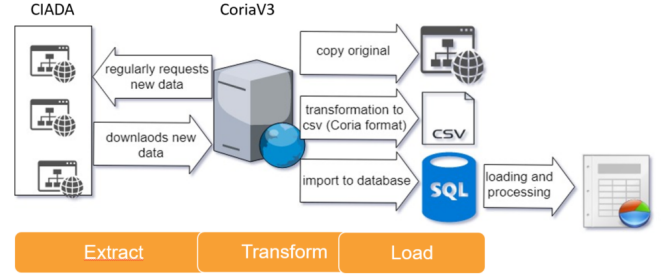 CIADA
CoriaV3
regularly requests
new data
downlaods new
data
copy original
transformation to
csv (Coria format)
CSV
import to database
SQL
loading and
processing
Extract
Transform
Load